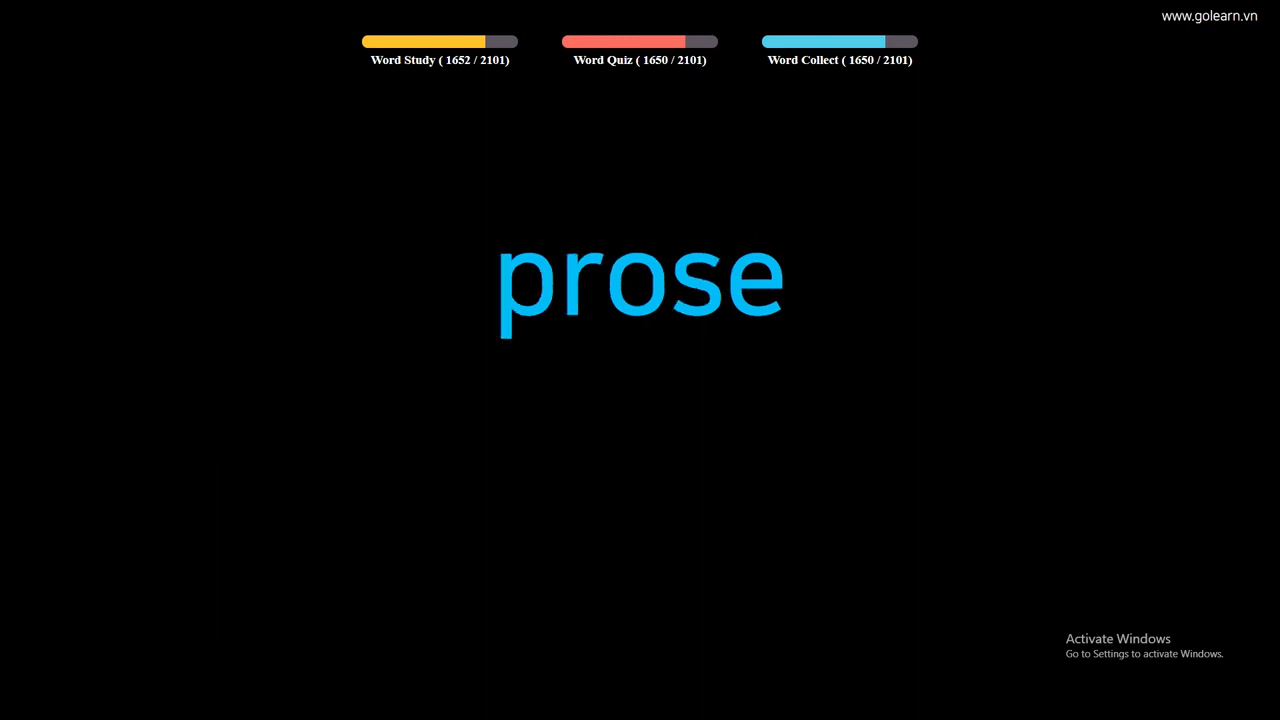 www.golearn.vn
Word Study ( 1652 / 2101)
Word Quiz ( 1650 / 2101)
Word Collect ( 1650 / 2101)
prose
Activate Windows
Go to Settings to activate Windows.